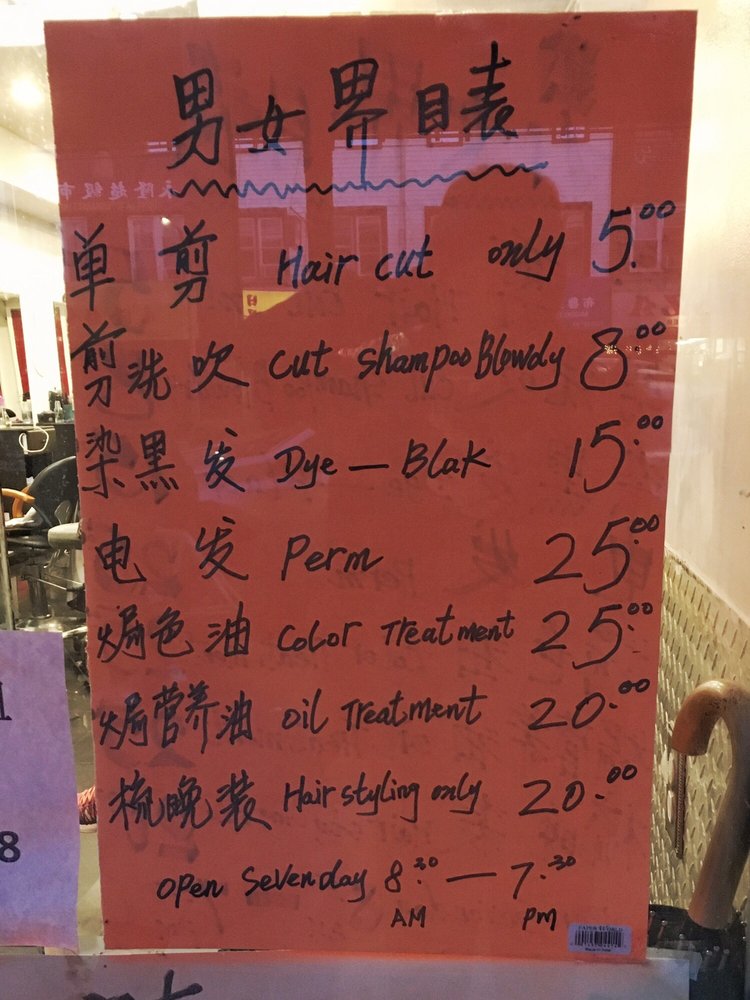 男女界目表
单剪 Hair cut only 5.00
剪洗吹 cut shampoo Blowdy 8.00
染黑发 Dye — Blak 15.00
电发 Perm 25.00
焗色油 Color Treatment 25.00
焗营养油 oil Treatment 20.00
梳晚装 Hair styling only 20.00
open Seven day 8:30 — 7:30
AM PM
8